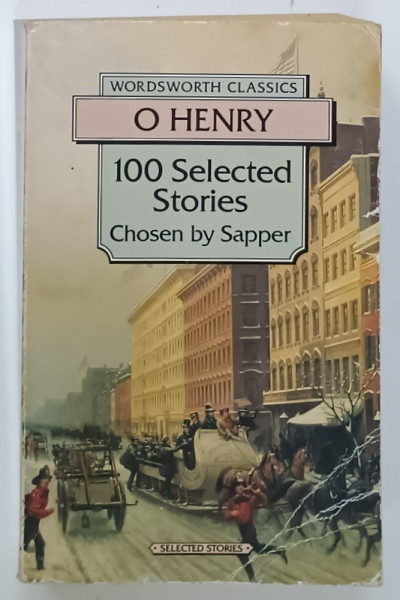 WORDSWORTH CLASSICS
O HENRY
100 Selected
Stories
Chosen by Sapper
SELECTED STORIES